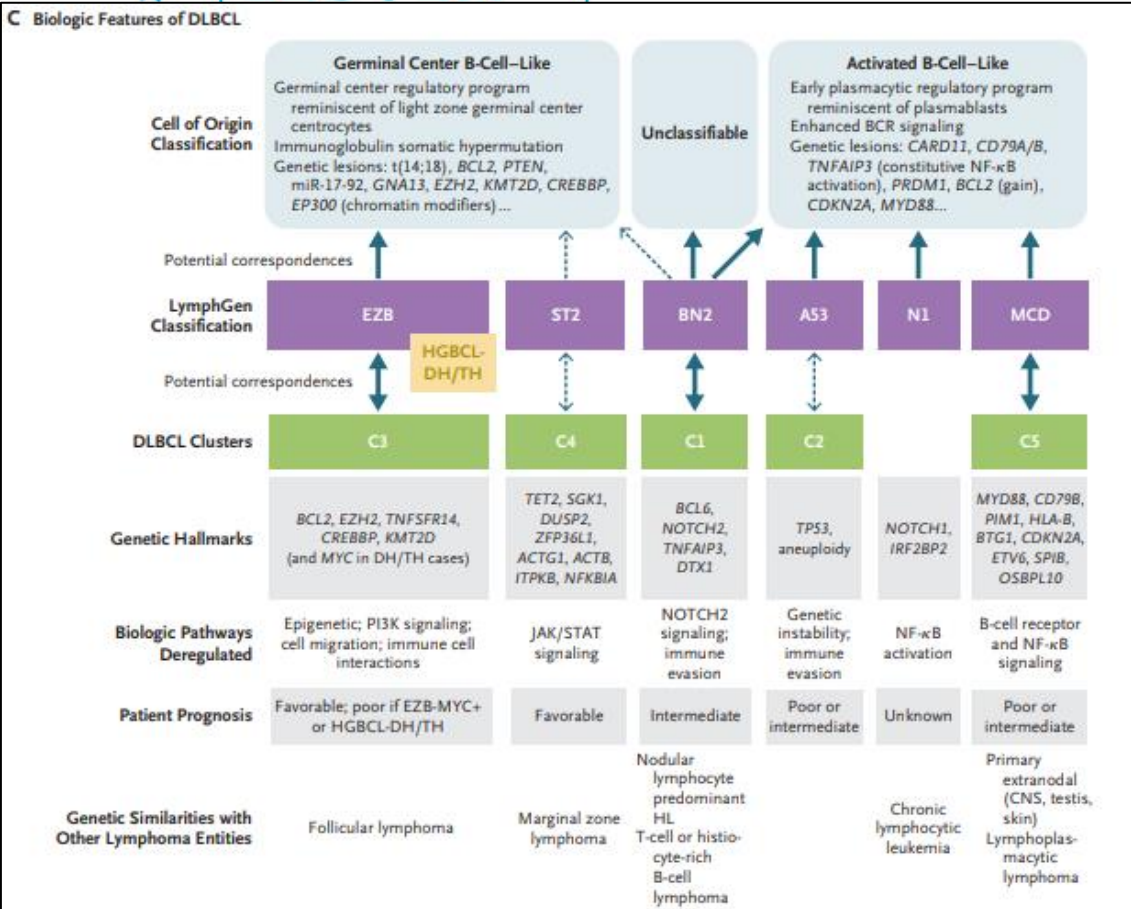 C Biologic Features of DLBCL
Cell of Origin
Classification
Germinal Center B-Cell–Like
Germinal center regulatory program
reminiscent of light zone germinal center
centrocytes
Immunoglobulin somatic hypermutation
Genetic lesions: t(14;18), BCL2, PTEN,
miR-17-92, GNA13, EZH2, KMT2D, CREBBP,
EP300 (chromatin modifiers)...
Unclassifiable
Activated B-Cell–Like
Early plasmacytic regulatory program
reminiscent of plasmablasts
Enhanced BCR signaling
Genetic lesions: CARD11, CD79A/B,
TNFAIP3 (constitutive NF-κB
activation), PRDM1, BCL2 (gain),
CDKN2A, MYD88...
Potential correspondences
LymphGen
Classification
EZB
ST2
BN2
A53
N1
MCD
HGBCL-
DH/TH
Potential correspondences
DLBCL Clusters
C3
C4
C1
C2
C5
Genetic Hallmarks
BCL2, EZH2, TNFSFR14,
CREBBP, KMT2D
(and MYC in DH/TH cases)
TET2, SGK1,
DUSP2,
ZFP36L1,
ACTG1, ACTB,
ITPKB, NFKBIA
BCL6,
NOTCH2,
TNFAIP3,
DTX1
TP53,
aneuploidy
NOTCH1,
IRF2BP2
MYD88, CD79B,
PIM1, HLA-B,
BTG1, CDKN2A,
ETV6, SPIB,
OSBPL10
Biologic Pathways
Deregulated
Epigenetic; PI3K signaling;
cell migration; immune cell
interactions
JAK/STAT
signaling
NOTCH2
signaling;
immune
evasion
Genetic
instability;
immune
evasion
NF-κB
activation
B-cell receptor
and NF-κB
signaling
Patient Prognosis
Favorable; poor if EZB-MYC+
or HGBCL-DH/TH
Favorable
Intermediate
Poor or
intermediate
Unknown
Poor or
intermediate
Genetic Similarities with
Other Lymphoma Entities
Follicular lymphoma
Marginal zone
lymphoma
Nodular
lymphocyte
predominant
HL
T-cell or histio-
cyte-rich
B-cell
lymphoma
Chronic
lymphocytic
leukemia
Primary
extranodal
(CNS, testis,
skin)
Lymphoplas-
macytic
lymphoma